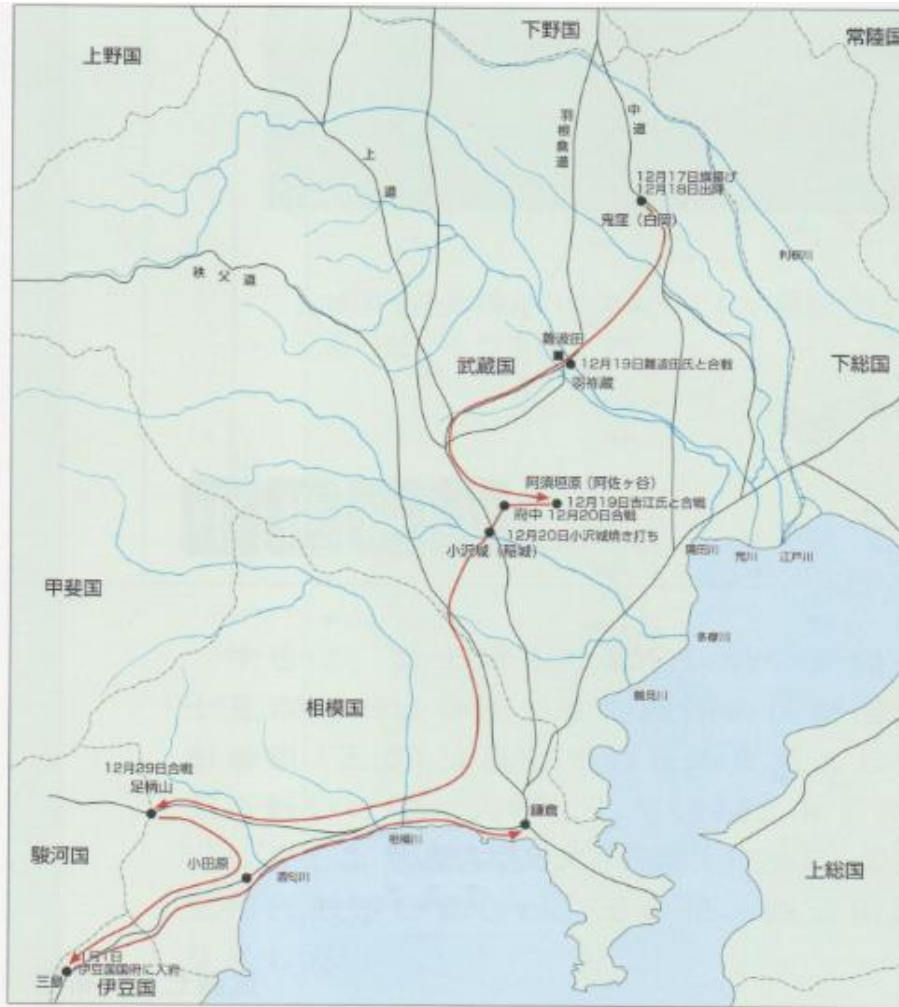 上野国
下野国
常陸国
羽根倉道
中道
上道
12月17日旗揚げ
12月18日出陣
鬼窪（白岡）
利根川
秩父道
難波田
武蔵国
12月19日難波田氏と合戦
羽祢蔵
下総国
阿須垣原（阿佐ヶ谷）
12月19日吉江氏と合戦
府中 12月20日合戦
12月20日小沢城焼き打ち
小沢城（稲城）
隅田川
荒川
江戸川
甲斐国
多摩川
鶴見川
相模国
12月29日合戦
足柄山
鎌倉
相模川
駿河国
小田原
酒匂川
上総国
1月1日
伊豆国国府に入府
三島
伊豆国